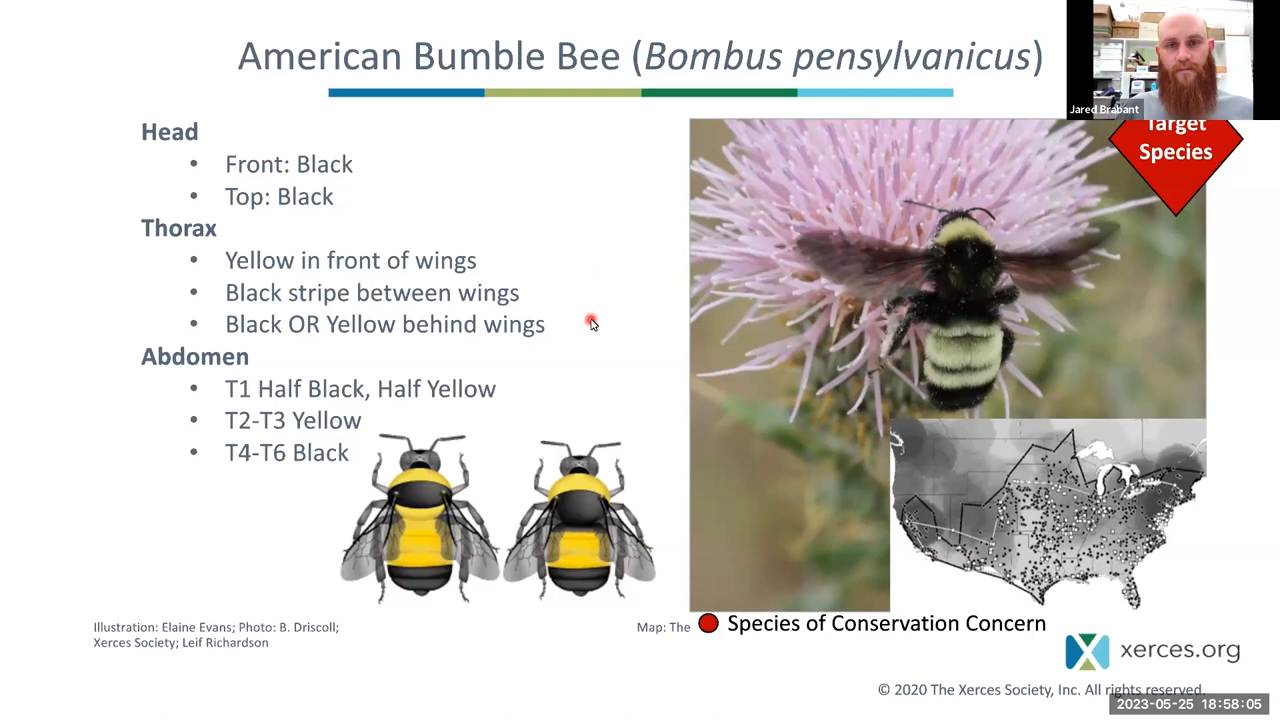 American Bumble Bee (Bombus pensylvanicus)
Jared Brabant
Target
Species
Head
• Front: Black
• Top: Black
Thorax
• Yellow in front of wings
• Black stripe between wings
• Black OR Yellow behind wings
Abdomen
• T1 Half Black, Half Yellow
• T2-T3 Yellow
• T4-T6 Black
Illustration: Elaine Evans; Photo: B. Driscoll;
Xerces Society; Leif Richardson
Map: The
Species of Conservation Concern
xerces.org
© 2020 The Xerces Society, Inc. All rights reserved.
2023-05-25 18:58:05